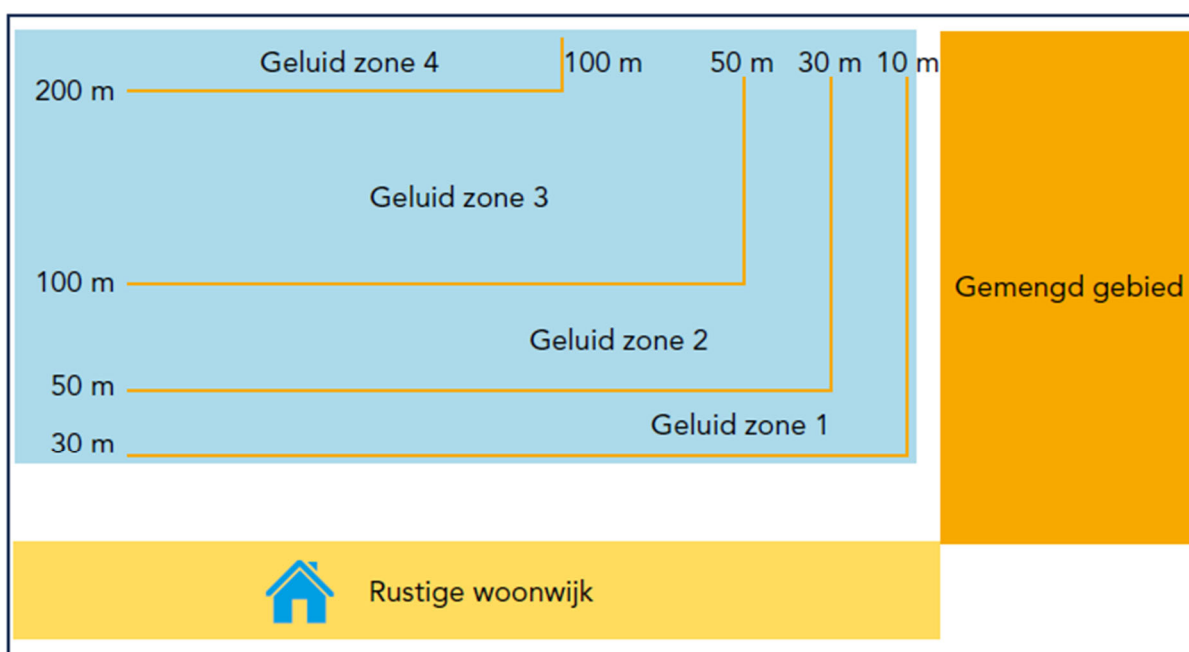 Geluid zone 4
100 m
50 m
30 m
10 m
200 m
Geluid zone 3
100 m
Gemengd gebied
Geluid zone 2
50 m
Geluid zone 1
30 m
Rustige woonwijk